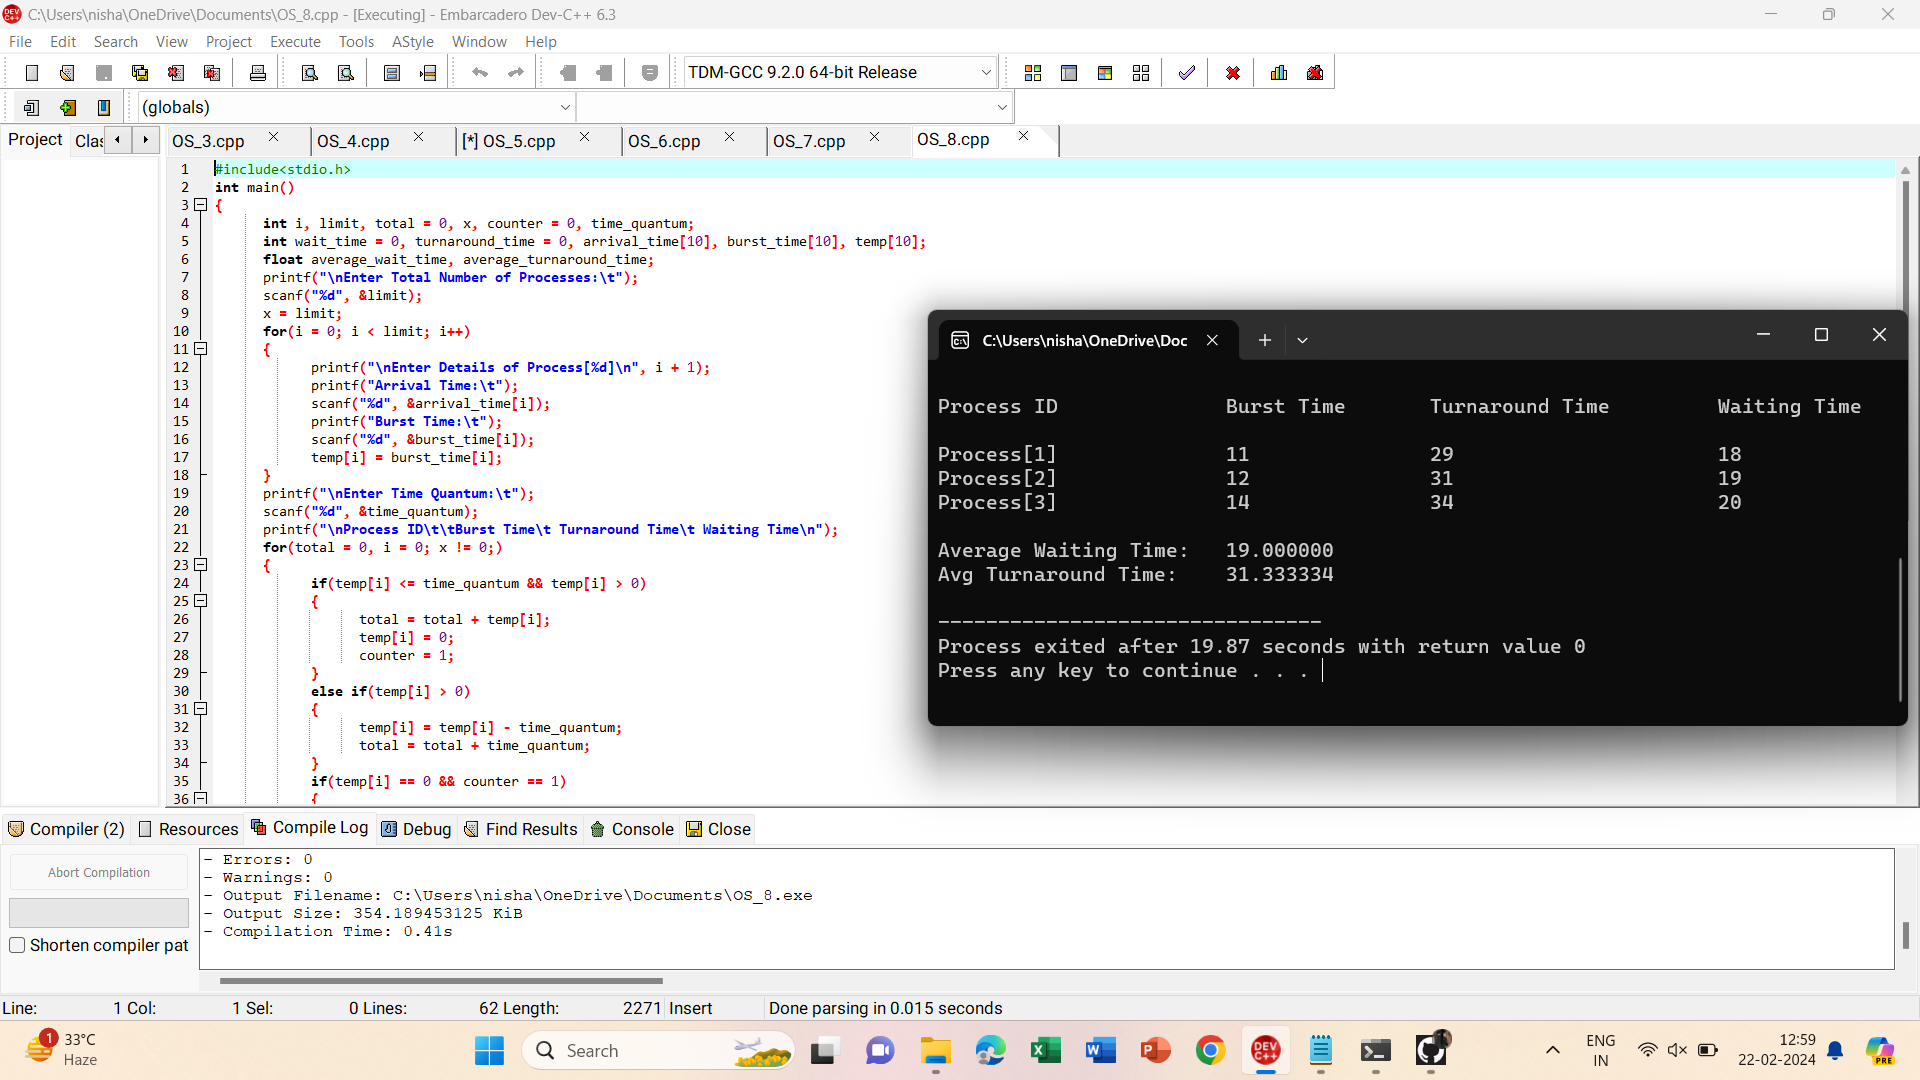 C:\Users\nisha\OneDrive\Documents\OS_8.cpp - [Executing] - Embarcadero Dev-C++ 6.3
File Edit Search View Project Execute Tools AStyle Window Help
TDM-GCC 9.2.0 64-bit Release
(globals)
Project Clas OS_3.cpp OS_4.cpp [*] OS_5.cpp OS_6.cpp OS_7.cpp OS_8.cpp
1 #include<stdio.h>
2 int main()
3 {
4 int i, limit, total = 0, x, counter = 0, time_quantum;
5 int wait_time = 0, turnaround_time = 0, arrival_time[10], burst_time[10], temp[10];
6 float average_wait_time, average_turnaround_time;
7 printf("\nEnter Total Number of Processes:\t");
8 scanf("%d", &limit);
9 x = limit;
10 for(i = 0; i < limit; i++)
11 {
12 printf("\nEnter Details of Process[%d]\n", i + 1);
13 printf("Arrival Time:\t");
14 scanf("%d", &arrival_time[i]);
15 printf("Burst Time:\t");
16 scanf("%d", &burst_time[i]);
17 temp[i] = burst_time[i];
18 }
19 printf("\nEnter Time Quantum:\t");
20 scanf("%d", &time_quantum);
21 printf("\nProcess ID\t\tBurst Time\t Turnaround Time\t Waiting Time\n");
22 for(total = 0, i = 0; x != 0;)
23 {
24 if(temp[i] <= time_quantum && temp[i] > 0)
25 {
26 total = total + temp[i];
27 temp[i] = 0;
28 counter = 1;
29 }
30 else if(temp[i] > 0)
31 {
32 temp[i] = temp[i] - time_quantum;
33 total = total + time_quantum;
34 }
35 if(temp[i] == 0 && counter == 1)
36 {
C:\Users\nisha\OneDrive\Doc
Process ID Burst Time Turnaround Time Waiting Time
Process[1] 11 29 18
Process[2] 12 31 19
Process[3] 14 34 20
Average Waiting Time: 19.000000
Avg Turnaround Time: 31.333334
--------------------------------
Process exited after 19.87 seconds with return value 0
Press any key to continue . . .
Compiler (2) Resources Compile Log Debug Find Results Console Close
Abort Compilation
Shorten compiler pat
- Errors: 0
- Warnings: 0
- Output Filename: C:\Users\nisha\OneDrive\Documents\OS_8.exe
- Output Size: 354.189453125 KiB
- Compilation Time: 0.41s
Line: 1 Col: 1 Sel: 0 Lines: 62 Length: 2271 Insert Done parsing in 0.015 seconds
1 33°C
Haze
Search
DEV C++
ENG
IN
12:59
22-02-2024
PRE